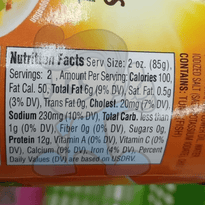 Nutrition Facts Serv Size: 2 oz. (85g),
Servings: 2, Amount Per Serving: Calories 100,
Fat Cal. 50, Total Fat 6g (9% DV), Sat. Fat. 0.5g
(3% DV), Trans Fat 0g, Cholest. 20mg (7% DV),
Sodium 230mg (10% DV), Total Carb. less than
1g (0% DV), Fiber 0g (0% DV), Sugars 0g,
Protein 12g, Vitamin A (0% DV), Vitamin C (0%
DV), Calcium (0% DV), Iron (4% DV). Percent
Daily Values (DV) are based on
CONTAINS: